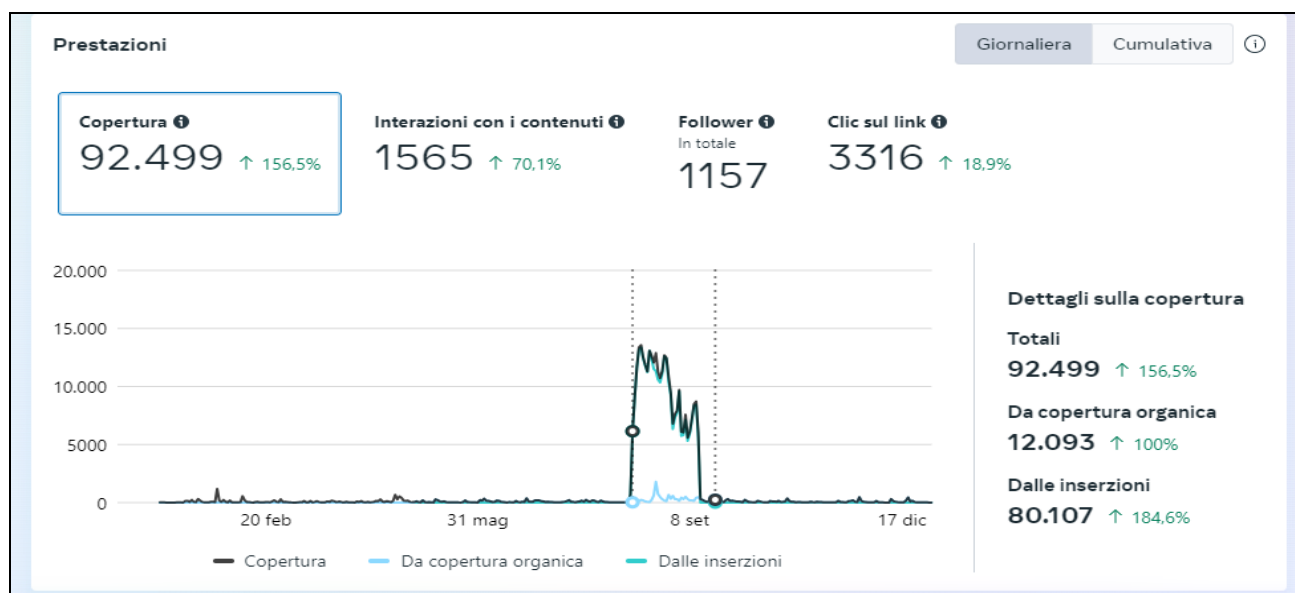 Prestazioni
Giornaliera
Cumulativa
Copertura
92.499 ↑ 156,5%
Interazioni con i contenuti
1565 ↑ 70,1%
Follower
In totale
1157
Clic sul link
3316 ↑ 18,9%
20.000
15.000
10.000
5000
0
20 feb
31 mag
8 set
17 dic
Copertura
Da copertura organica
Dalle inserzioni
Dettagli sulla copertura
Totali
92.499 ↑ 156,5%
Da copertura organica
12.093 ↑ 100%
Dalle inserzioni
80.107 ↑ 184,6%